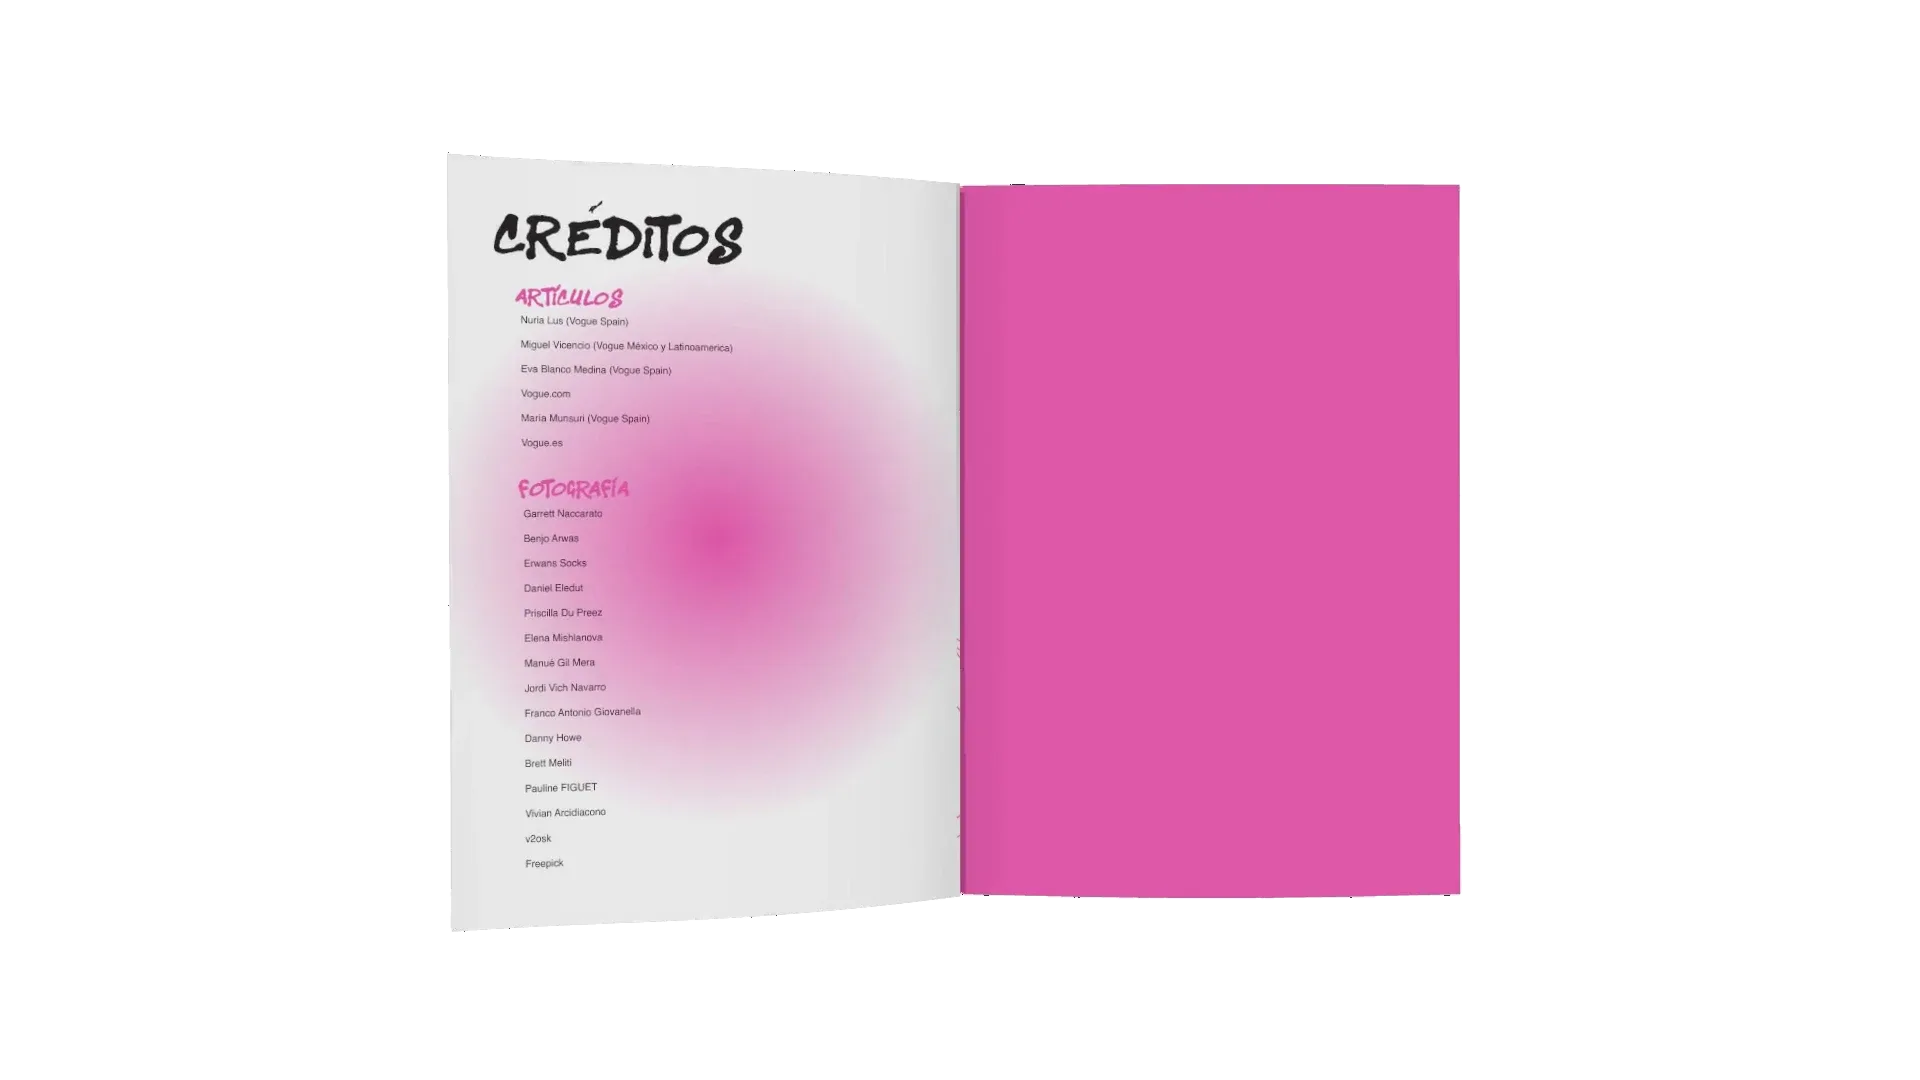 CRÉDITOS
ARTÍCULOS
Nuria Lus (Vogue Spain)
Miguel Vicencio (Vogue México y Latinoamerica)
Eva Blanco Medina (Vogue Spain)
Vogue.com
Maria Munsuri (Vogue Spain)
Vogue.es
FOTOGRAFÍA
Garrett Naccarato
Benjo Arwas
Erwans Socks
Daniel Eledut
Priscilla Du Preez
Elena Mishlanova
Manuè Gil Mera
Jordi Vich Navarro
Franco Antonio Giovanella
Danny Howe
Brett Meliti
Pauline FIGUET
Vivian Arcidiacono
v2osk
Freepick